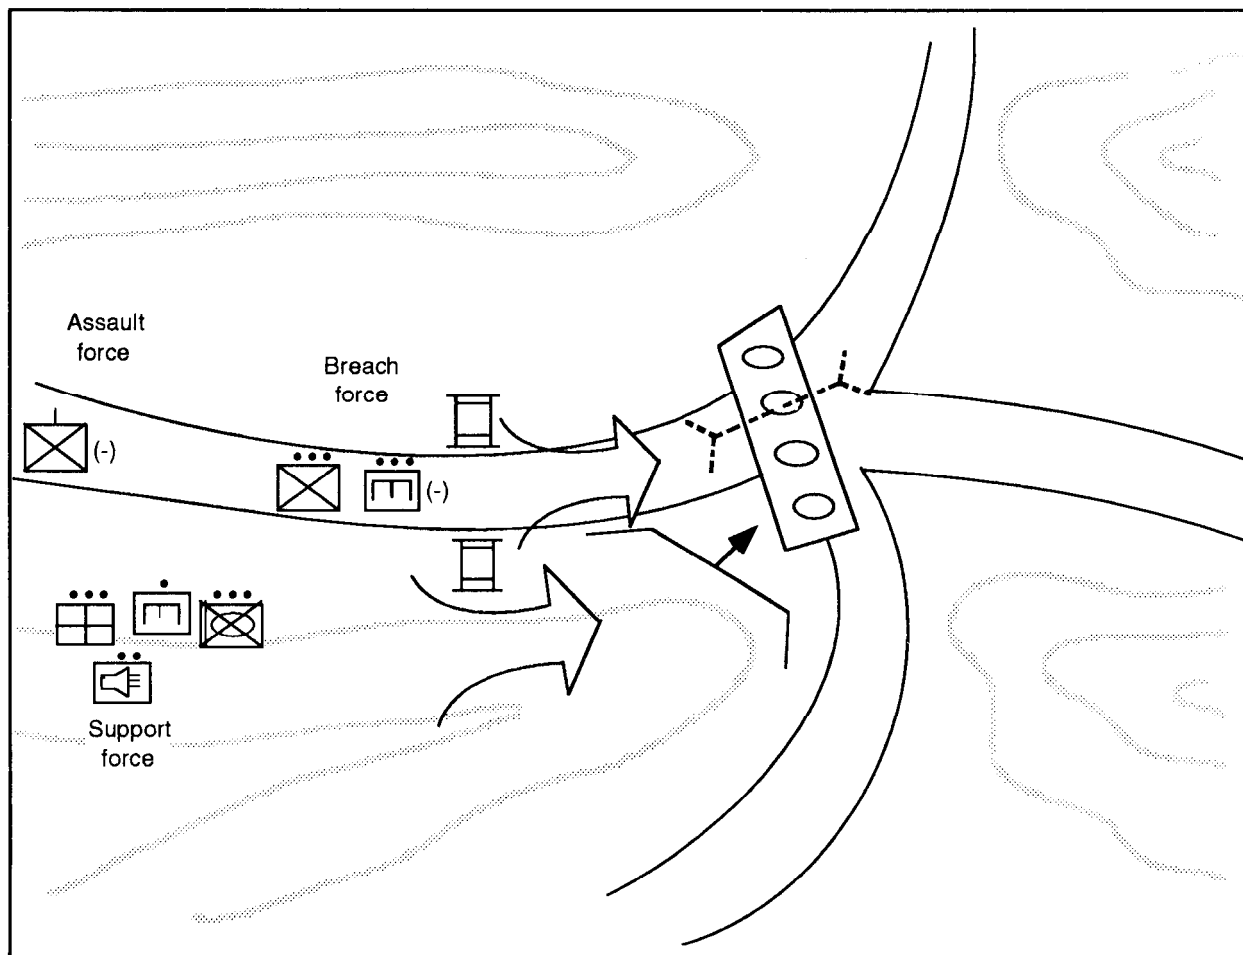 Assault
force
Breach
force
(-)
(-)
Support
force